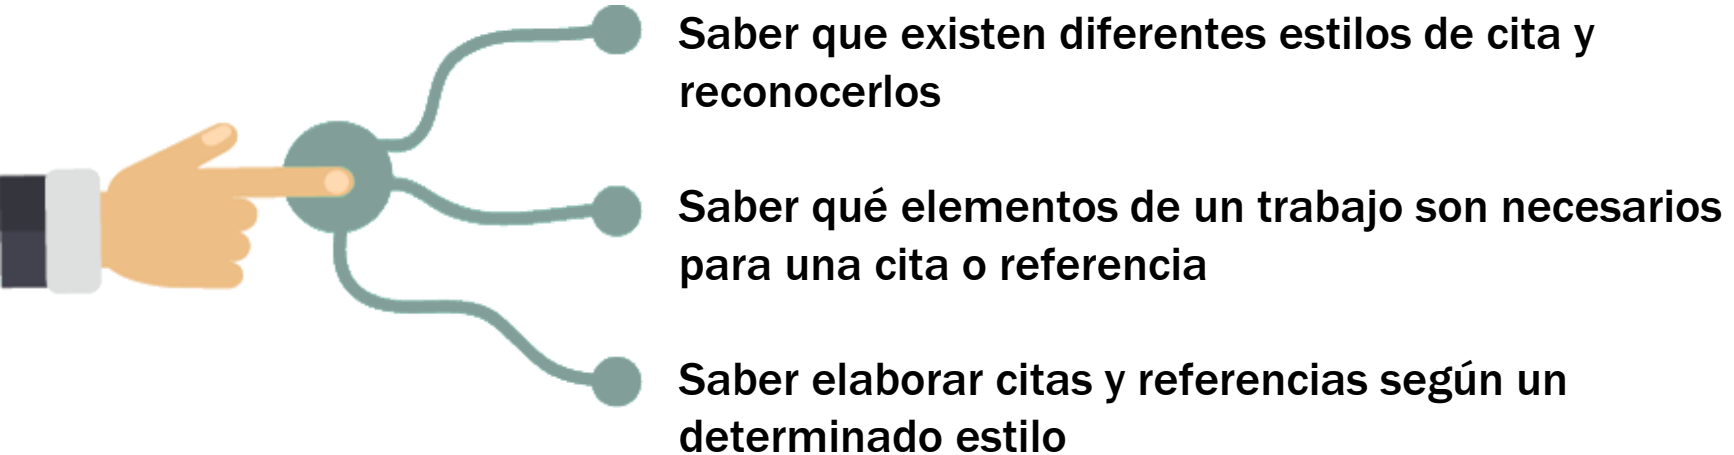 Saber que existen diferentes estilos de cita y
reconocerlos
Saber qué elementos de un trabajo son necesarios
para una cita o referencia
Saber elaborar citas y referencias según un
determinado estilo